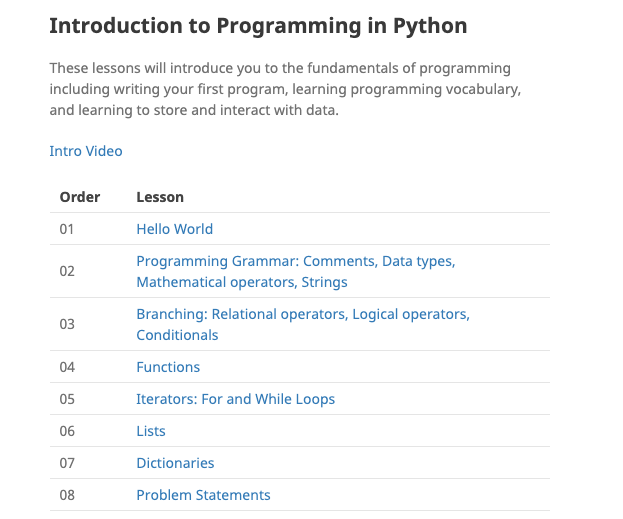 Introduction to Programming in Python
These lessons will introduce you to the fundamentals of programming
including writing your first program, learning programming vocabulary,
and learning to store and interact with data.
Intro Video
Order Lesson
01 Hello World
02 Programming Grammar: Comments, Data types,
Mathematical operators, Strings
03 Branching: Relational operators, Logical operators,
Conditionals
04 Functions
05 Iterators: For and While Loops
06 Lists
07 Dictionaries
08 Problem Statements